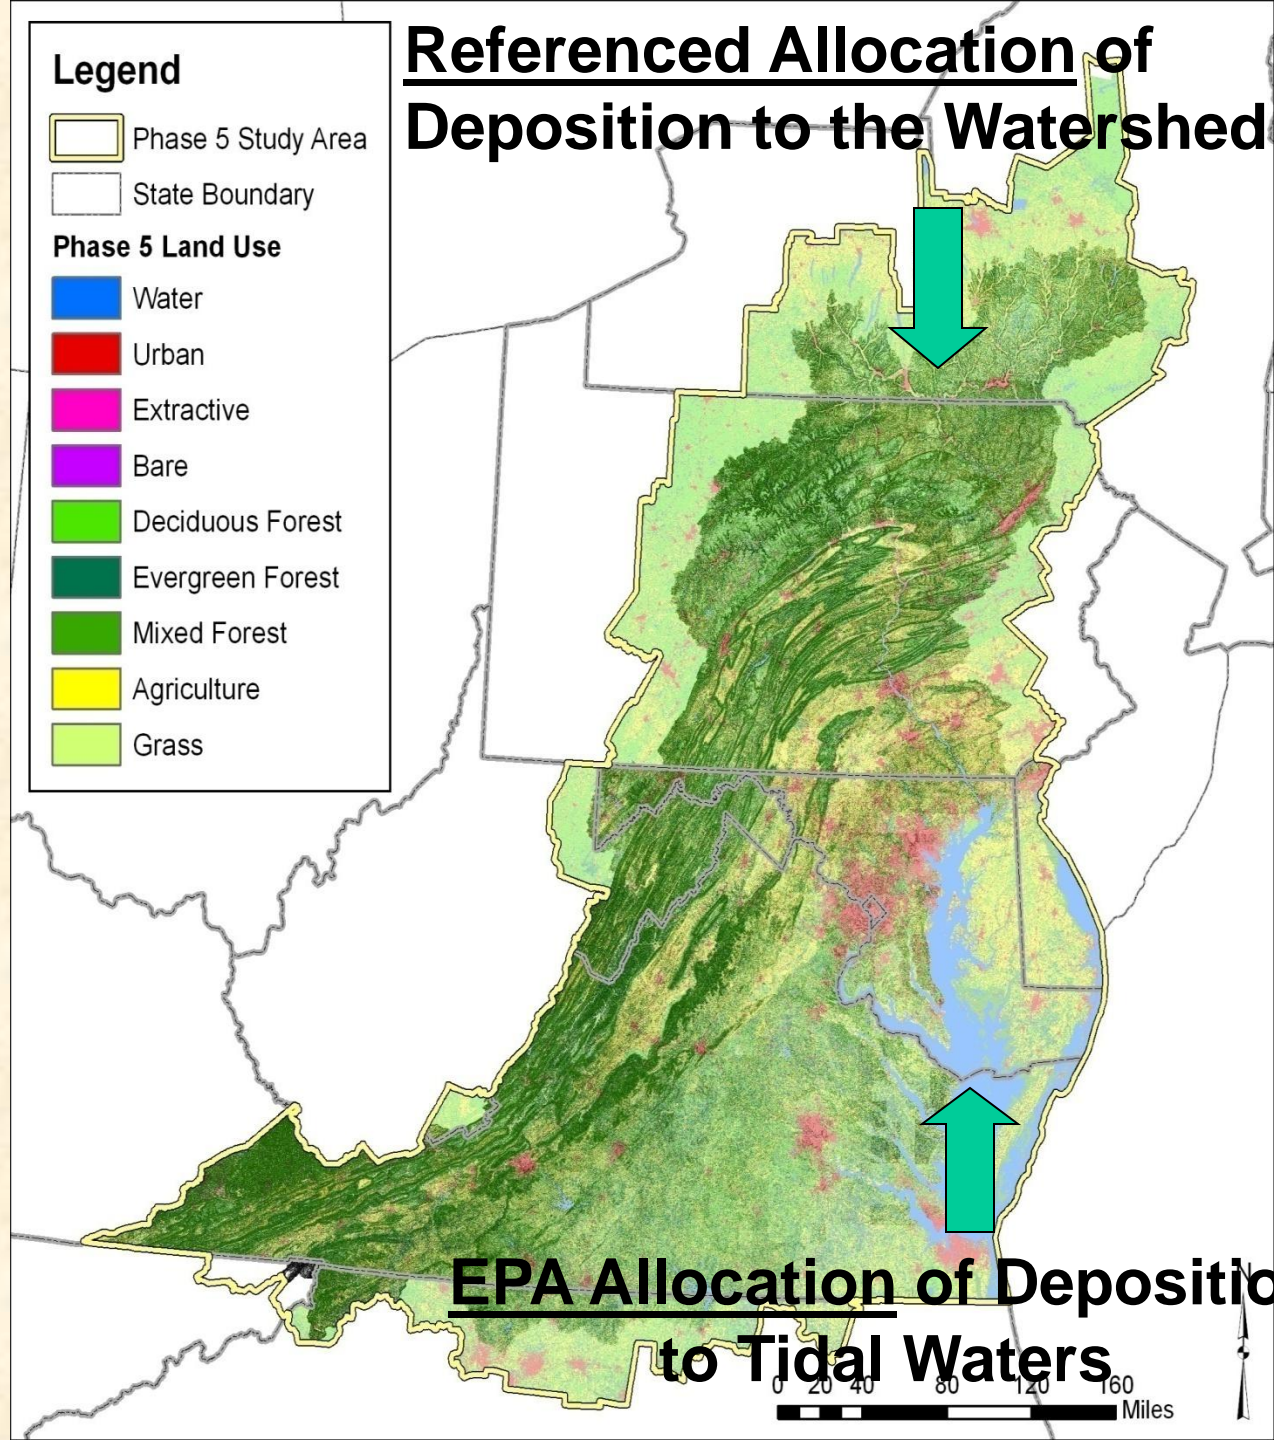 Referenced Allocation of
Deposition to the Watershed
Legend
Phase 5 Study Area
State Boundary
Phase 5 Land Use
Water
Urban
Extractive
Bare
Deciduous Forest
Evergreen Forest
Mixed Forest
Agriculture
Grass
EPA Allocation of Depositio
to Tidal Waters
N
0 20 40 80 120 160
Miles